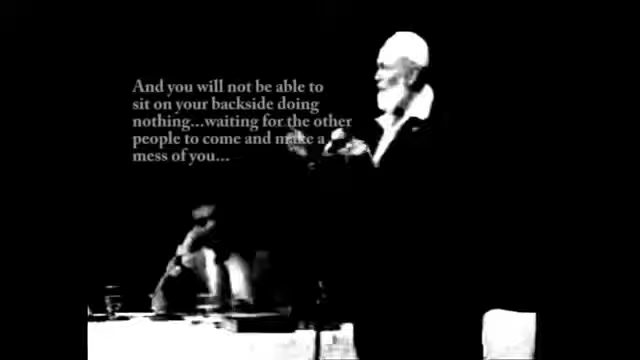 And you will not be able to
sit on your backside doing
nothing...waiting for the other
people to come and make a
mess of you...